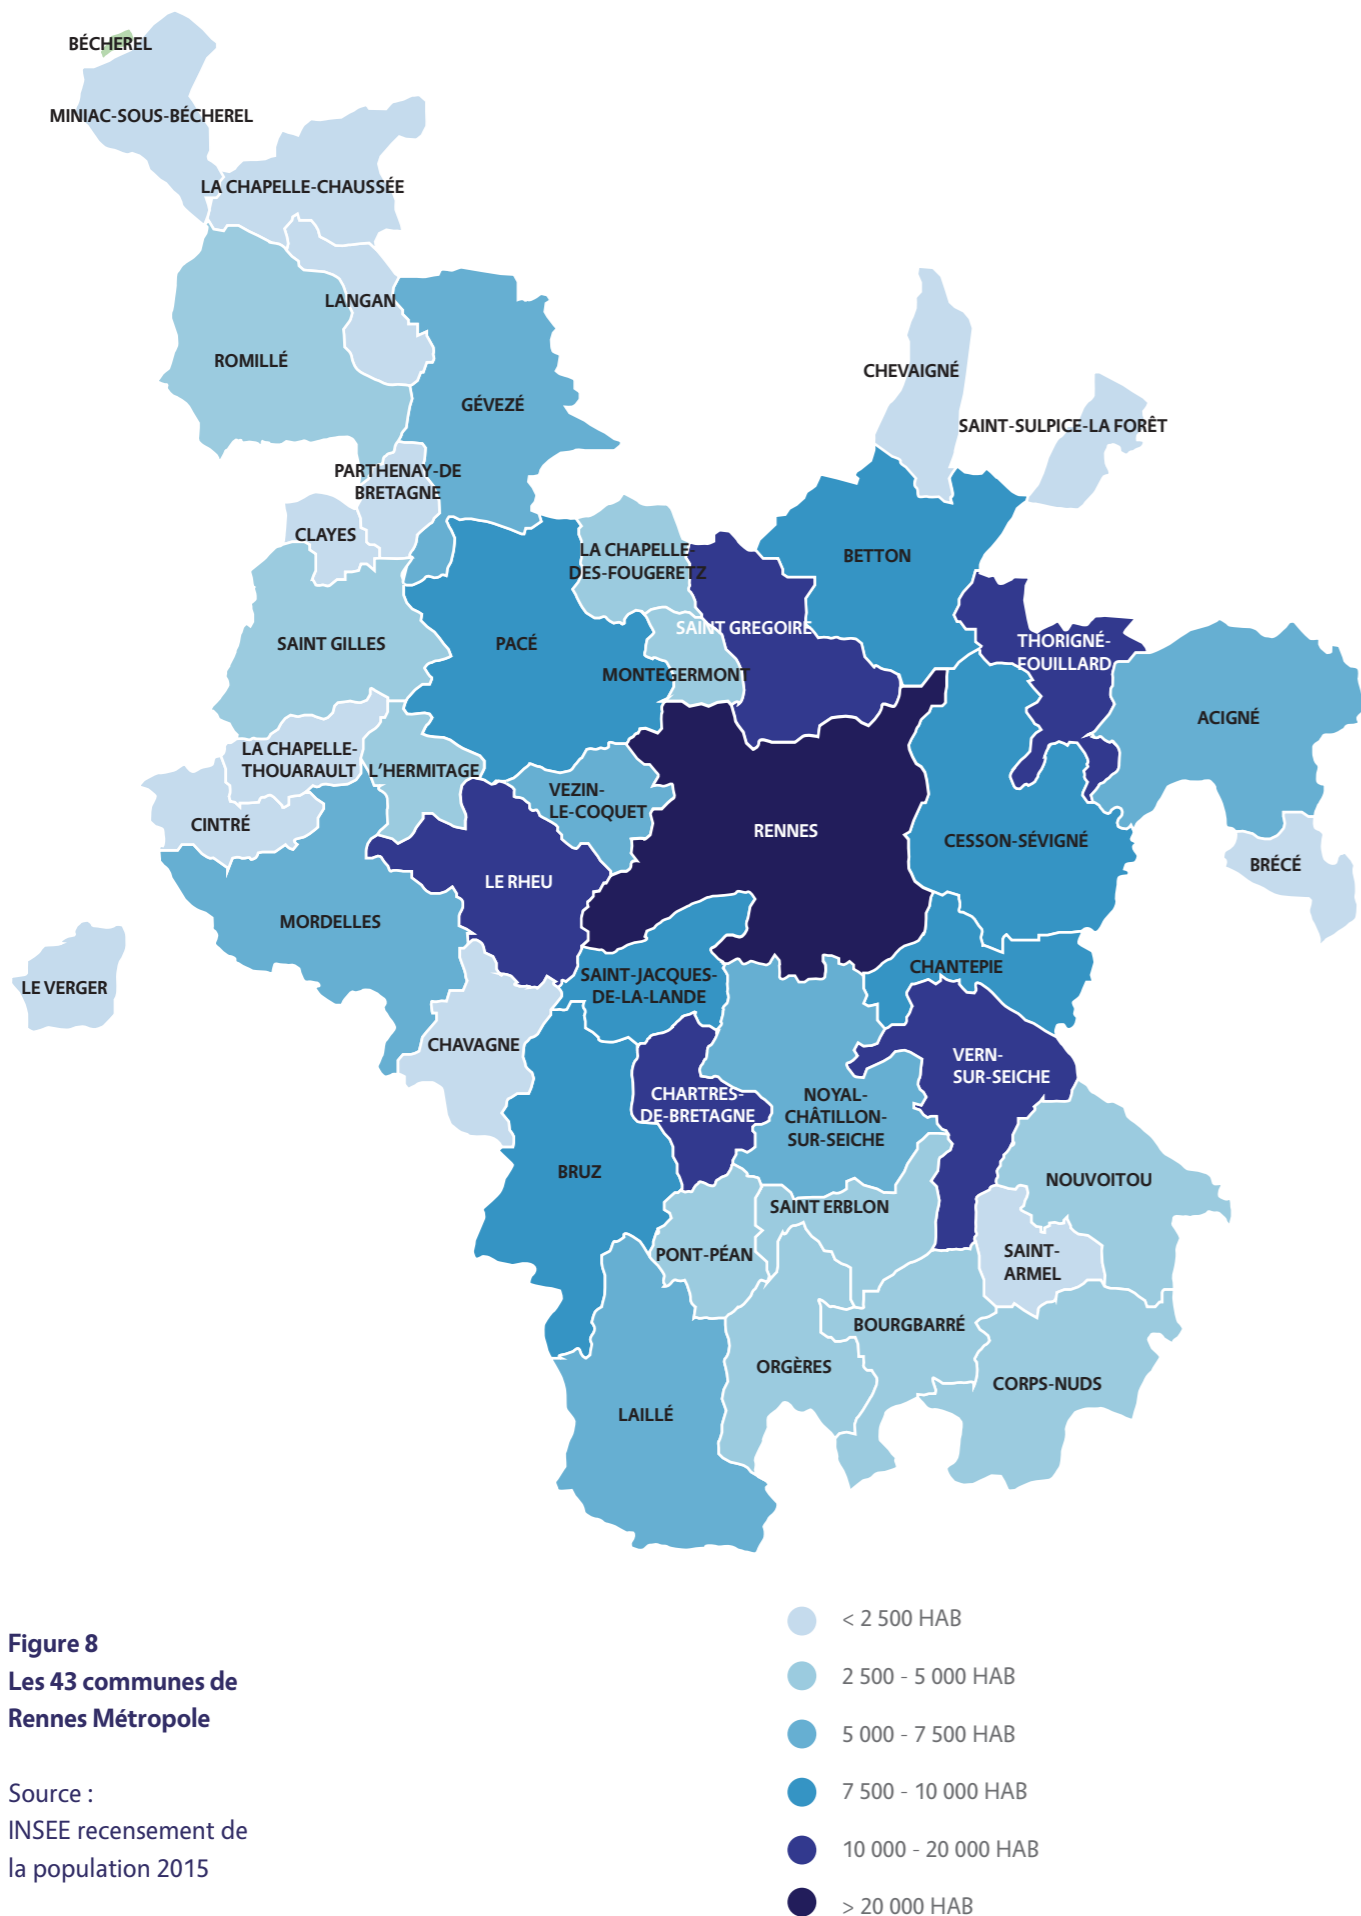 BÉCHEREL
MINIAC-SOUS-BÉCHEREL
LA CHAPELLE-CHAUSSÉE
LANGAN
ROMILLÉ
CHEVAIGNÉ
GÉVEZÉ
SAINT-SULPICE-LA FORÊT
PARTHENAY-DE
BRETAGNE
CLAYES
LA CHAPELLE-
DES-FOUGERETZ
BETTON
SAINT GREGOIRE
SAINT GILLES
PACÉ
THORIGNÉ-
FOUILLARD
MONTEGERMONT
ACIGNÉ
LA CHAPELLE-
THOUARAULT
L'HERMITAGE
VEZIN-
LE-COQUET
CINTRÉ
RENNES
CESSON-SÉVIGNÉ
BRÉCÉ
LE RHEU
MORDELLES
CHANTEPIE
SAINT-JACQUES-
DE-LA-LANDE
LE VERGER
CHAVAGNE
VERN-
SUR-SEICHE
CHARTRES-
DE-BRETAGNE
NOYAL-
CHÂTILLON-
SUR-SEICHE
BRUZ
NOUVOITOU
SAINT ERBLON
PONT-PÉAN
SAINT-
ARMEL
BOURGBARRÉ
ORGÈRES
CORPS-NUDS
LAILLÉ
Figure 8
Les 43 communes de
Rennes Métropole
Source :
INSEE recensement de
la population 2015
< 2 500 HAB
2 500 - 5 000 HAB
5 000 - 7 500 HAB
7 500 - 10 000 HAB
10 000 - 20 000 HAB
> 20 000 HAB